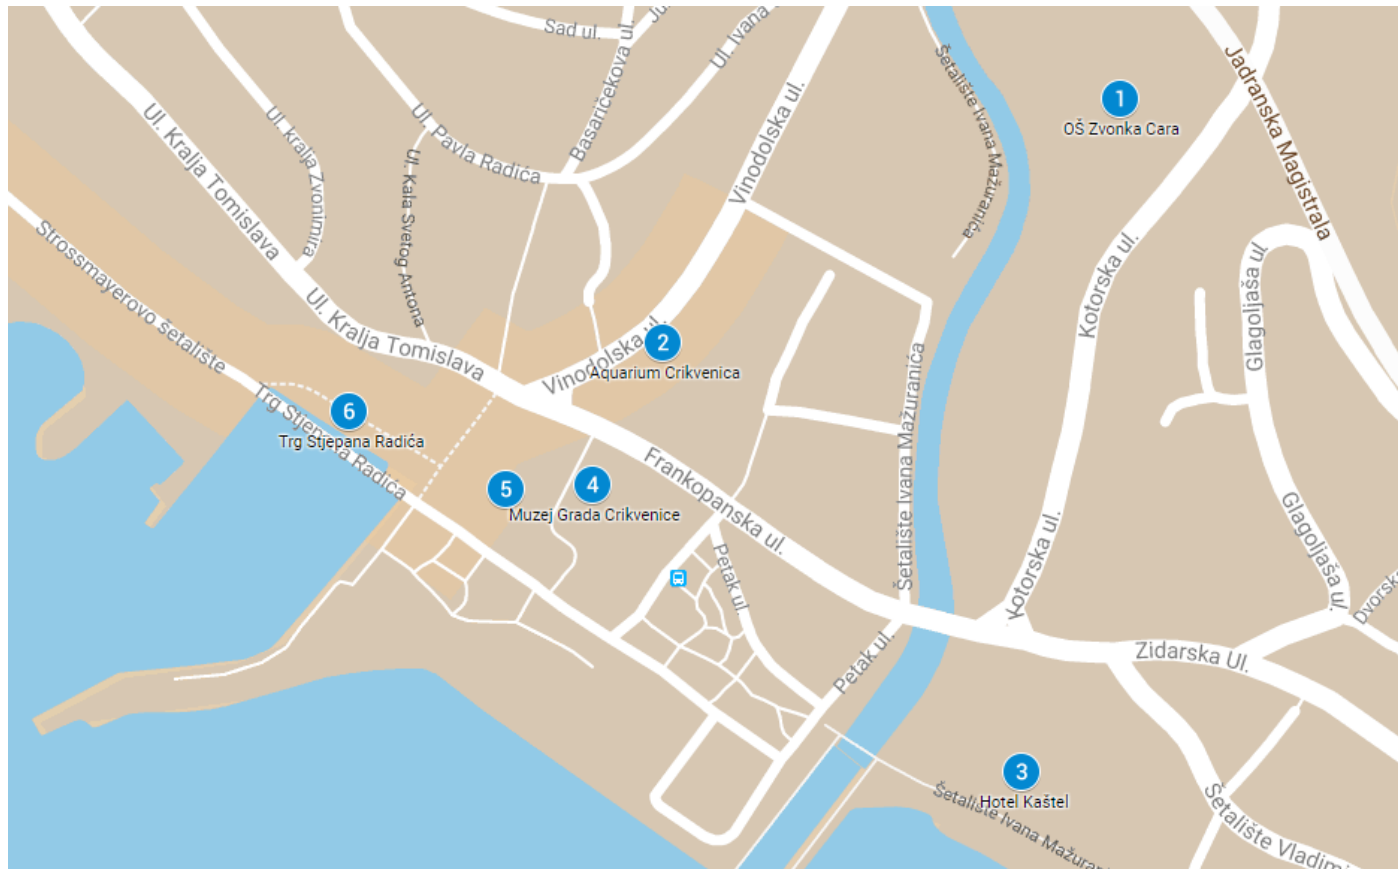 Sad ul.
Ju
Basaričekova ul.
Ul. Ivana
Ul. Kralja Tomislava
Ul. kralja Zvonimira
Ul. Pavla Radića
Ul. Kala Svetog Antona
Vinodolska ul.
Šetalište Ivana Mažuranića
1
OŠ Zvonka Cara
Jadranska Magistrala
Strossmayerovo šetalište
Ul. Kralja Tomislava
Kotorska ul.
Glagoljaša ul.
Vinodolska ul.
2
Aquarium Crikvenica
Šetalište Ivana Mažuranića
6
Trg Stjepana Radića
Trg Stjepana Radića
5
4
Muzej Grada Crikvenice
Frankopanska ul.
Petak ul.
Kotorska ul.
Glagoljaša ul.
Dvorska
Petak ul.
Zidarska Ul.
3
Hotel Kaštel
Šetalište Ivana Mažuranića
Šetalište Vladimi